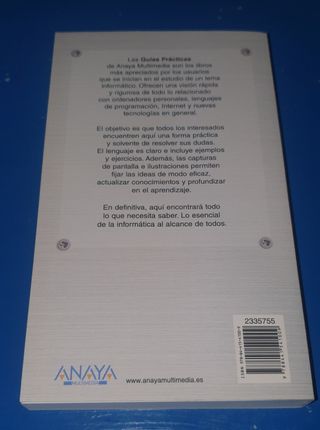 Las Guías Prácticas
de Anaya Multimedia son los libros
más apreciados por los usuarios
que se inician en el estudio de un tema
informático. Ofrecen una visión rápida
y rigurosa de todo lo relacionado
con ordenadores personales, lenguajes
de programación, Internet y nuevas
tecnologías en general.
El objetivo es que todos los interesados
encuentren aquí una forma práctica
y solvente de resolver sus dudas.
El lenguaje es claro e incluye ejemplos
y ejercicios. Además, las capturas
de pantalla e ilustraciones permiten
fijar las ideas de modo eficaz,
actualizar conocimientos y profundizar
en el aprendizaje.
En definitiva, aquí encontrará todo
lo que necesita saber. Lo esencial
de la informática al alcance de todos.
2335755
ANAYA
MULTIMEDIA
www.anayamultimedia.es